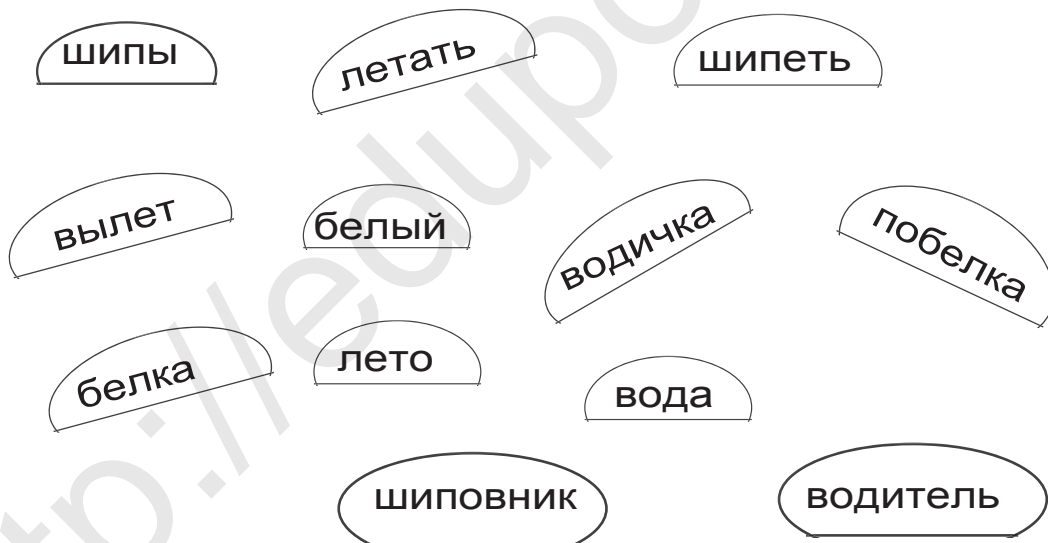 шипы
летать
шипеть
вылет
белый
водичка
побелка
белка
лето
вода
шиповник
водитель